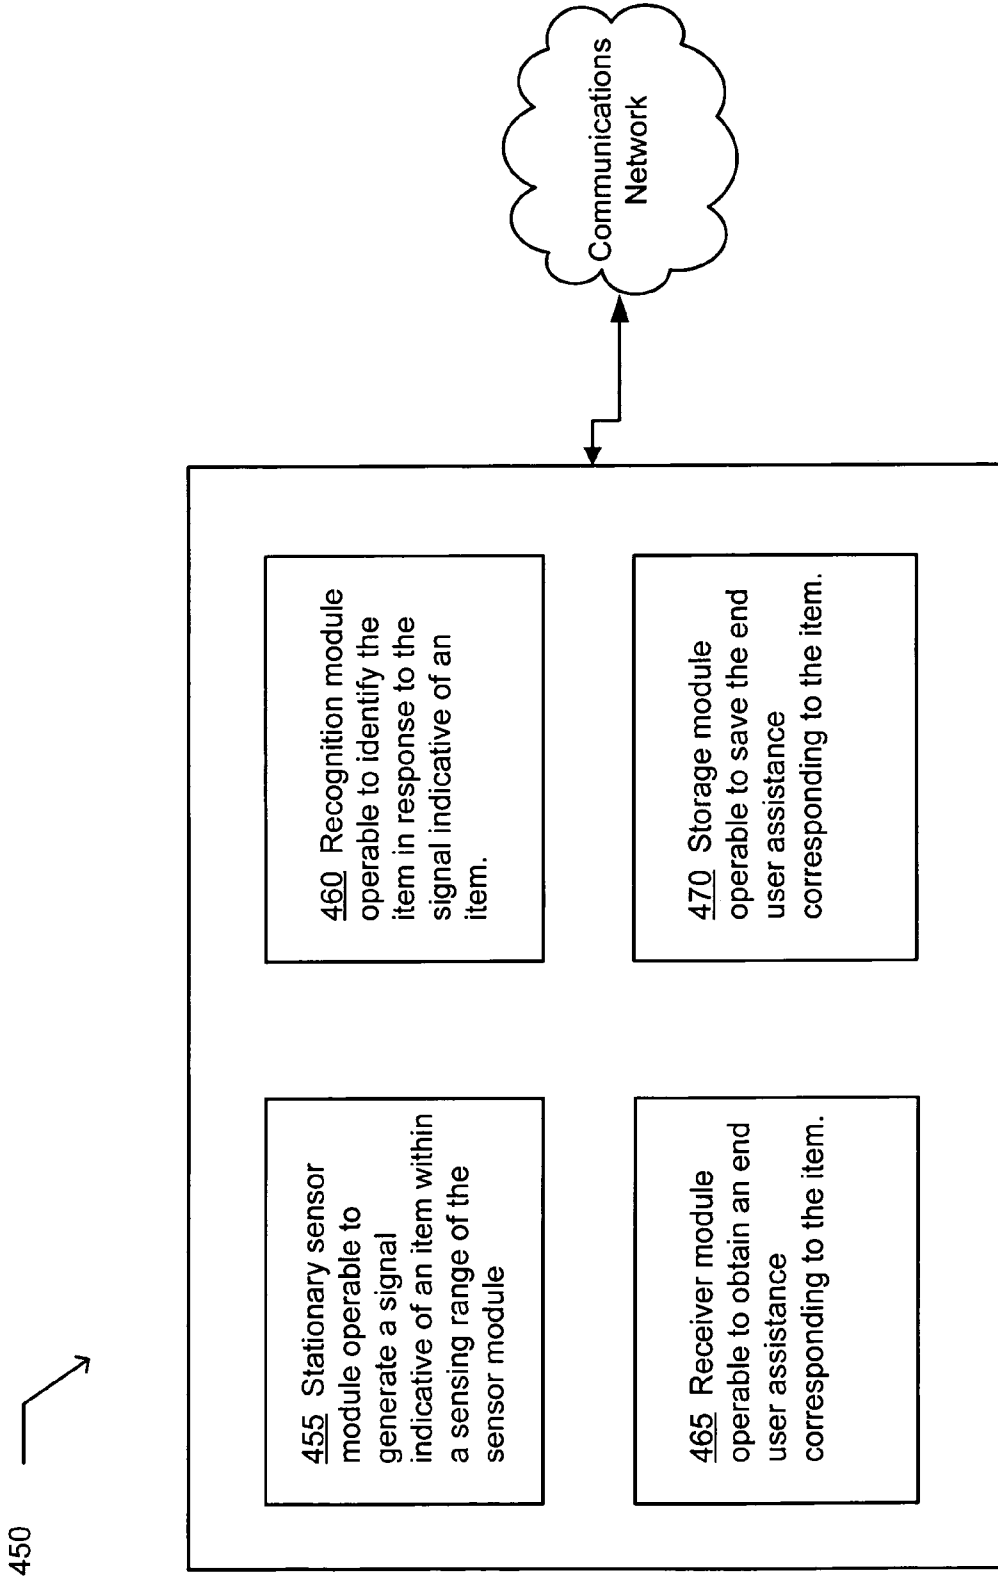 450
455 Stationary sensor
module operable to
generate a signal
indicative of an item within
a sensing range of the
sensor module
460 Recognition module
operable to identify the
item in response to the
signal indicative of an
item.
465 Receiver module
operable to obtain an end
user assistance
corresponding to the item.
470 Storage module
operable to save the end
user assistance
corresponding to the item.
Communications
Network